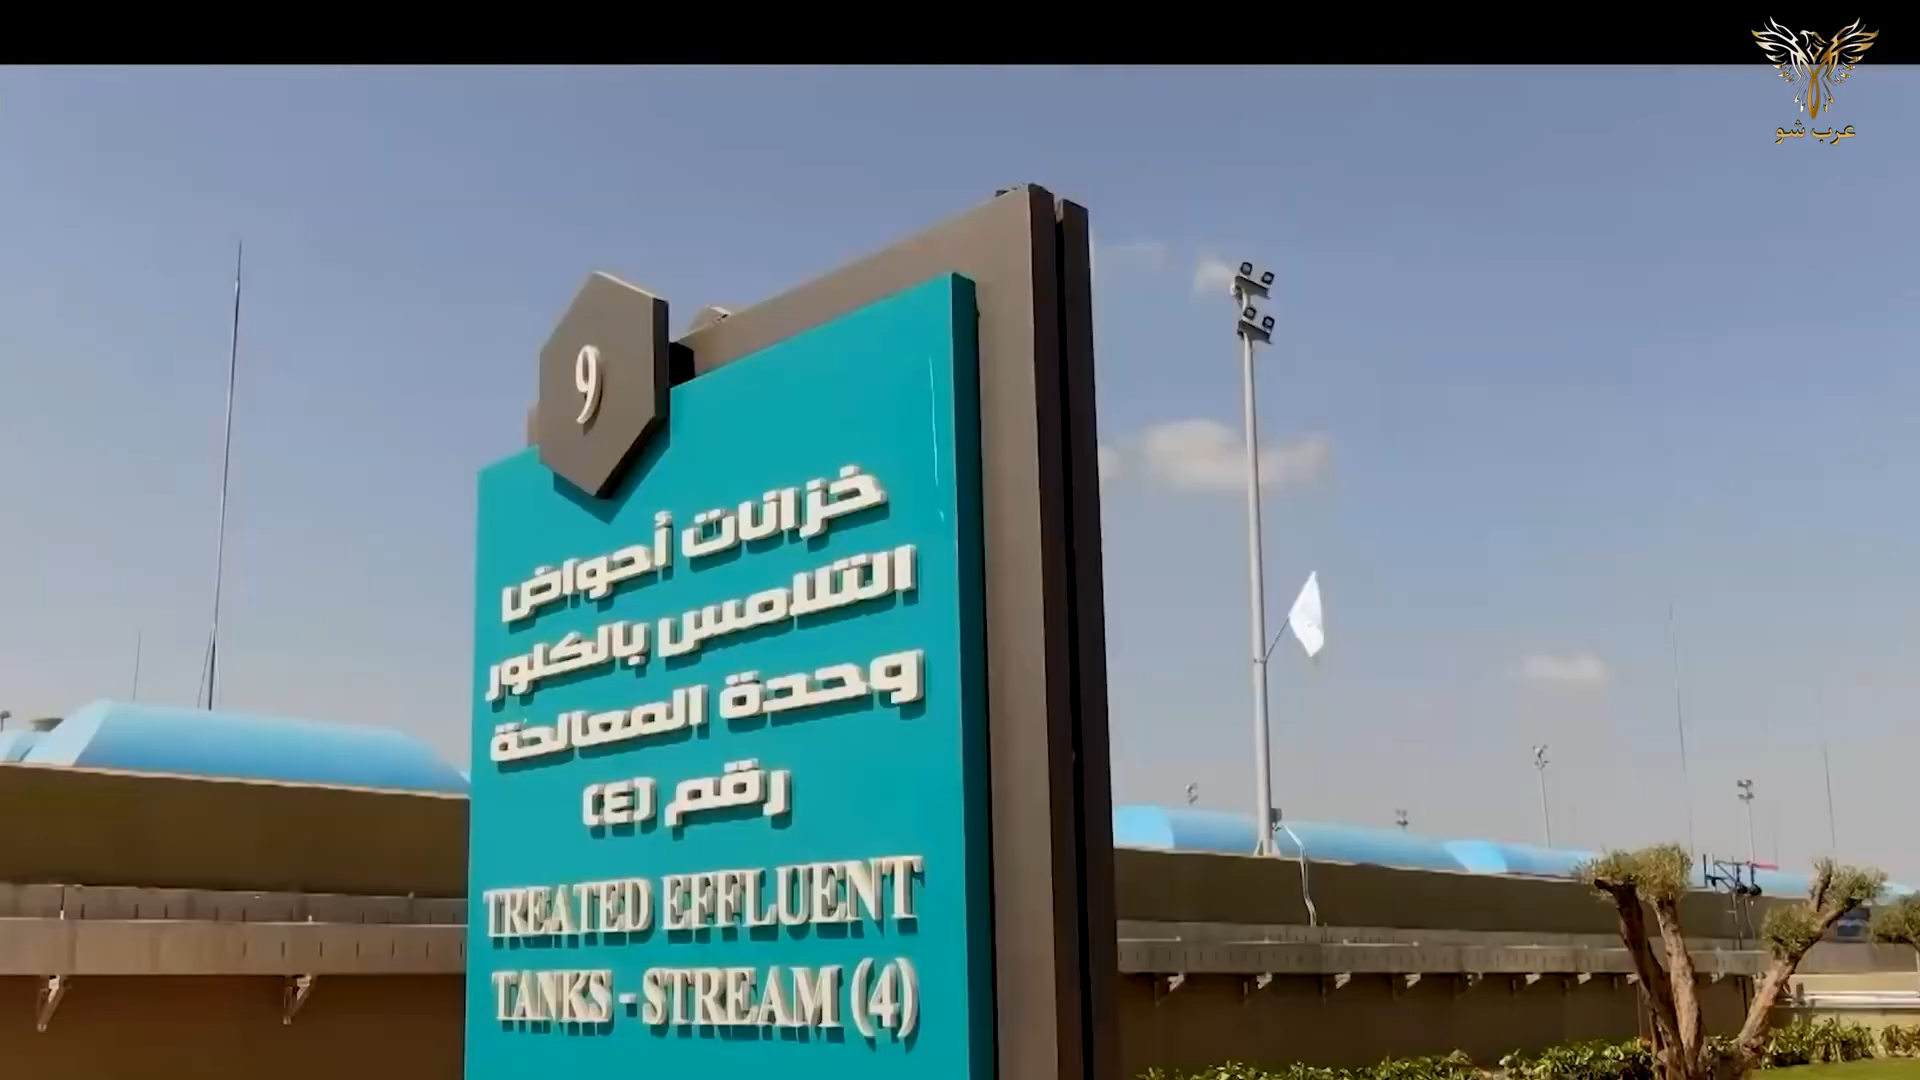 عرب شو
9
خزانات أحواض
التلامس بالكلور
وحدة المعالجة
رقم (٤)
TREATED EFFLUENT
TANKS - STREAM (4)